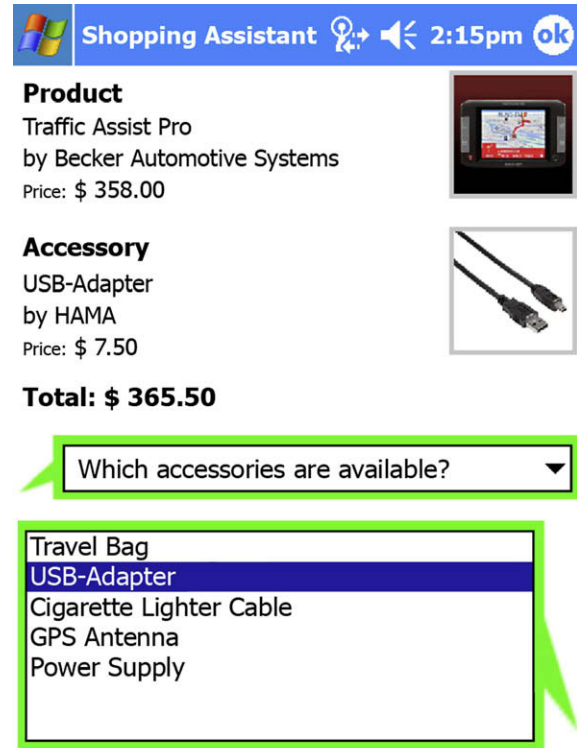 Shopping Assistant 2:15pm ok
Product
Traffic Assist Pro
by Becker Automotive Systems
Price: $ 358.00
Accessory
USB-Adapter
by HAMA
Price: $ 7.50
Total: $ 365.50
Which accessories are available?
Travel Bag
USB-Adapter
Cigarette Lighter Cable
GPS Antenna
Power Supply